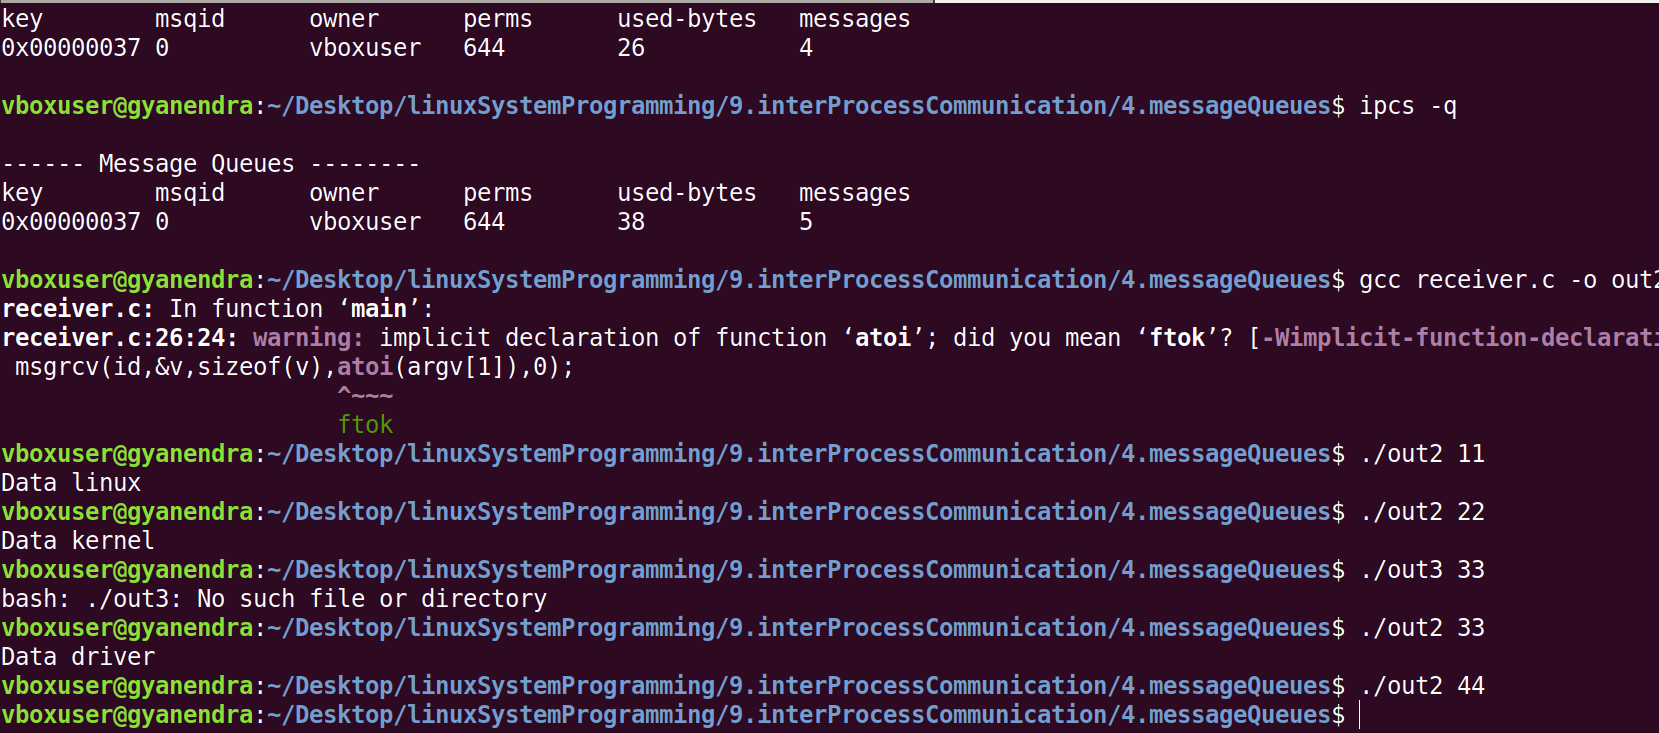 key        msqid      owner      perms      used-bytes   messages
0x00000037 0          vboxuser   644        26           4
vboxuser@gyanendra:~/Desktop/linuxSystemProgramming/9.interProcessCommunication/4.messageQueues$ ipcs -q
------ Message Queues --------
key        msqid      owner      perms      used-bytes   messages
0x00000037 0          vboxuser   644        38           5
vboxuser@gyanendra:~/Desktop/linuxSystemProgramming/9.interProcessCommunication/4.messageQueues$ gcc receiver.c -o out2
receiver.c: In function ‘main’:
receiver.c:26:24: warning: implicit declaration of function ‘atoi’; did you mean ‘ftok’? [-Wimplicit-function-declarati
 msgrcv(id,&v,sizeof(v),atoi(argv[1]),0);
                        ^~~~
                        ftok
vboxuser@gyanendra:~/Desktop/linuxSystemProgramming/9.interProcessCommunication/4.messageQueues$ ./out2 11
Data linux
vboxuser@gyanendra:~/Desktop/linuxSystemProgramming/9.interProcessCommunication/4.messageQueues$ ./out2 22
Data kernel
vboxuser@gyanendra:~/Desktop/linuxSystemProgramming/9.interProcessCommunication/4.messageQueues$ ./out3 33
bash: ./out3: No such file or directory
vboxuser@gyanendra:~/Desktop/linuxSystemProgramming/9.interProcessCommunication/4.messageQueues$ ./out2 33
Data driver
vboxuser@gyanendra:~/Desktop/linuxSystemProgramming/9.interProcessCommunication/4.messageQueues$ ./out2 44
vboxuser@gyanendra:~/Desktop/linuxSystemProgramming/9.interProcessCommunication/4.messageQueues$